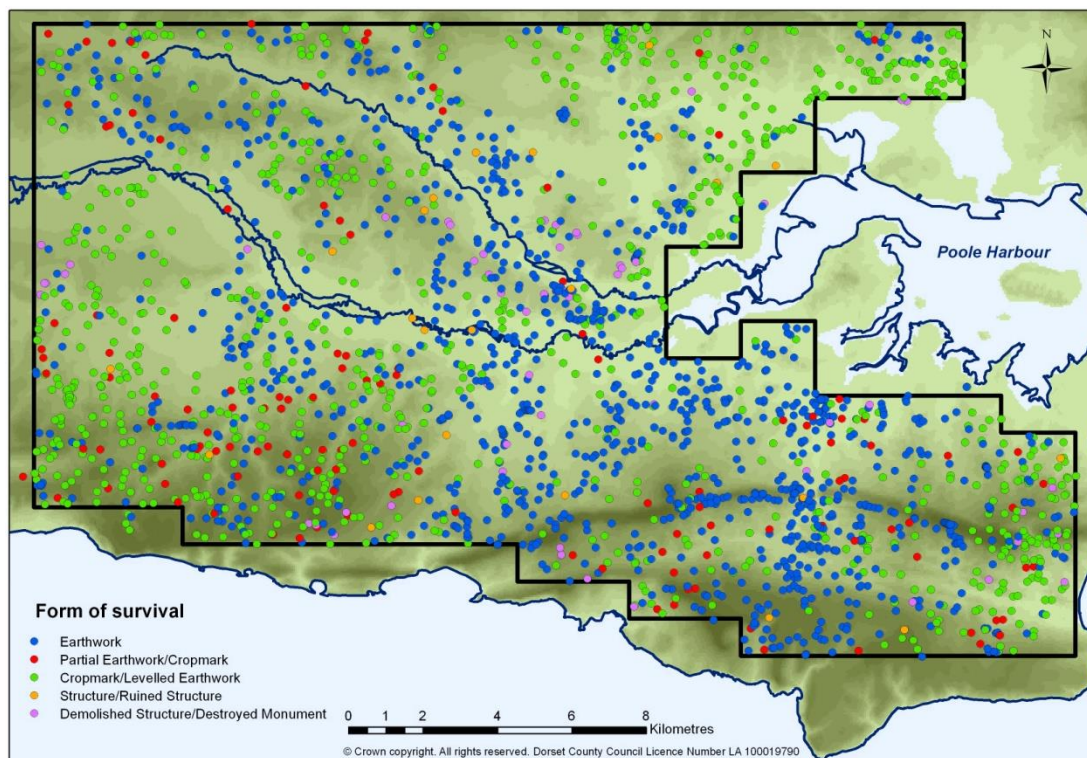 N
Poole Harbour
Form of survival
Earthwork
Partial Earthwork/Cropmark
Cropmark/Levelled Earthwork
Structure/Ruined Structure
Demolished Structure/Destroyed Monument
0 1 2 4 6 8
Kilometres
© Crown copyright. All rights reserved. Dorset County Council Licence Number LA 100019790